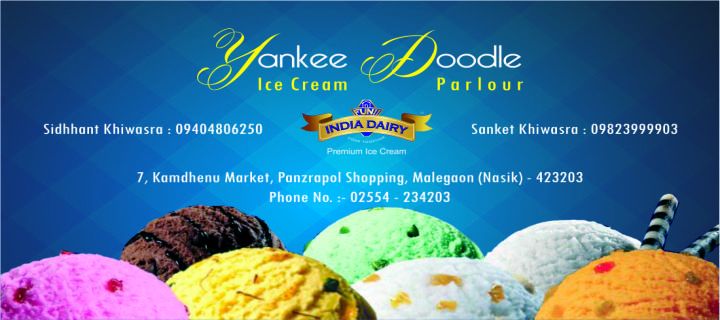 Yankee Doodle
Ice Cream Parlour
Sidhhant Khiwasra : 09404806250
FUN
INDIA DAIRY
Premium Ice Cream
Sanket Khiwasra : 09823999903
7, Kamdhenu Market, Panzrapol Shopping, Malegaon (Nasik) - 423203
Phone No. :- 02554 - 234203